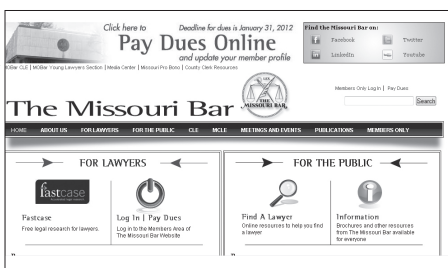 Click here to
Deadline for dues is January 31, 2012
Pay Dues Online
and update your member profile
Find the Missouri Bar on:
Facebook
Twitter
LinkedIn
Youtube
MOBar CLE | MOBar Young Lawyers Section | Media Center | Missouri Pro Bono | County Clerk Resources
Members Only Log In | Pay Dues
Search
The Missouri Bar
THE MISSOURI BAR
HOME ABOUT US FOR LAWYERS FOR THE PUBLIC CLE MCLE MEETINGS AND EVENTS PUBLICATIONS MEMBERS ONLY
FOR LAWYERS
FOR THE PUBLIC
fastcase
Fastcase
Free legal research for lawyers.
Log In | Pay Dues
Log in to the Members Area of
The Missouri Bar Website
Find A Lawyer
Online resources to help you find
a lawyer
Information
Brochures and other resources
from The Missouri Bar available
for everyone